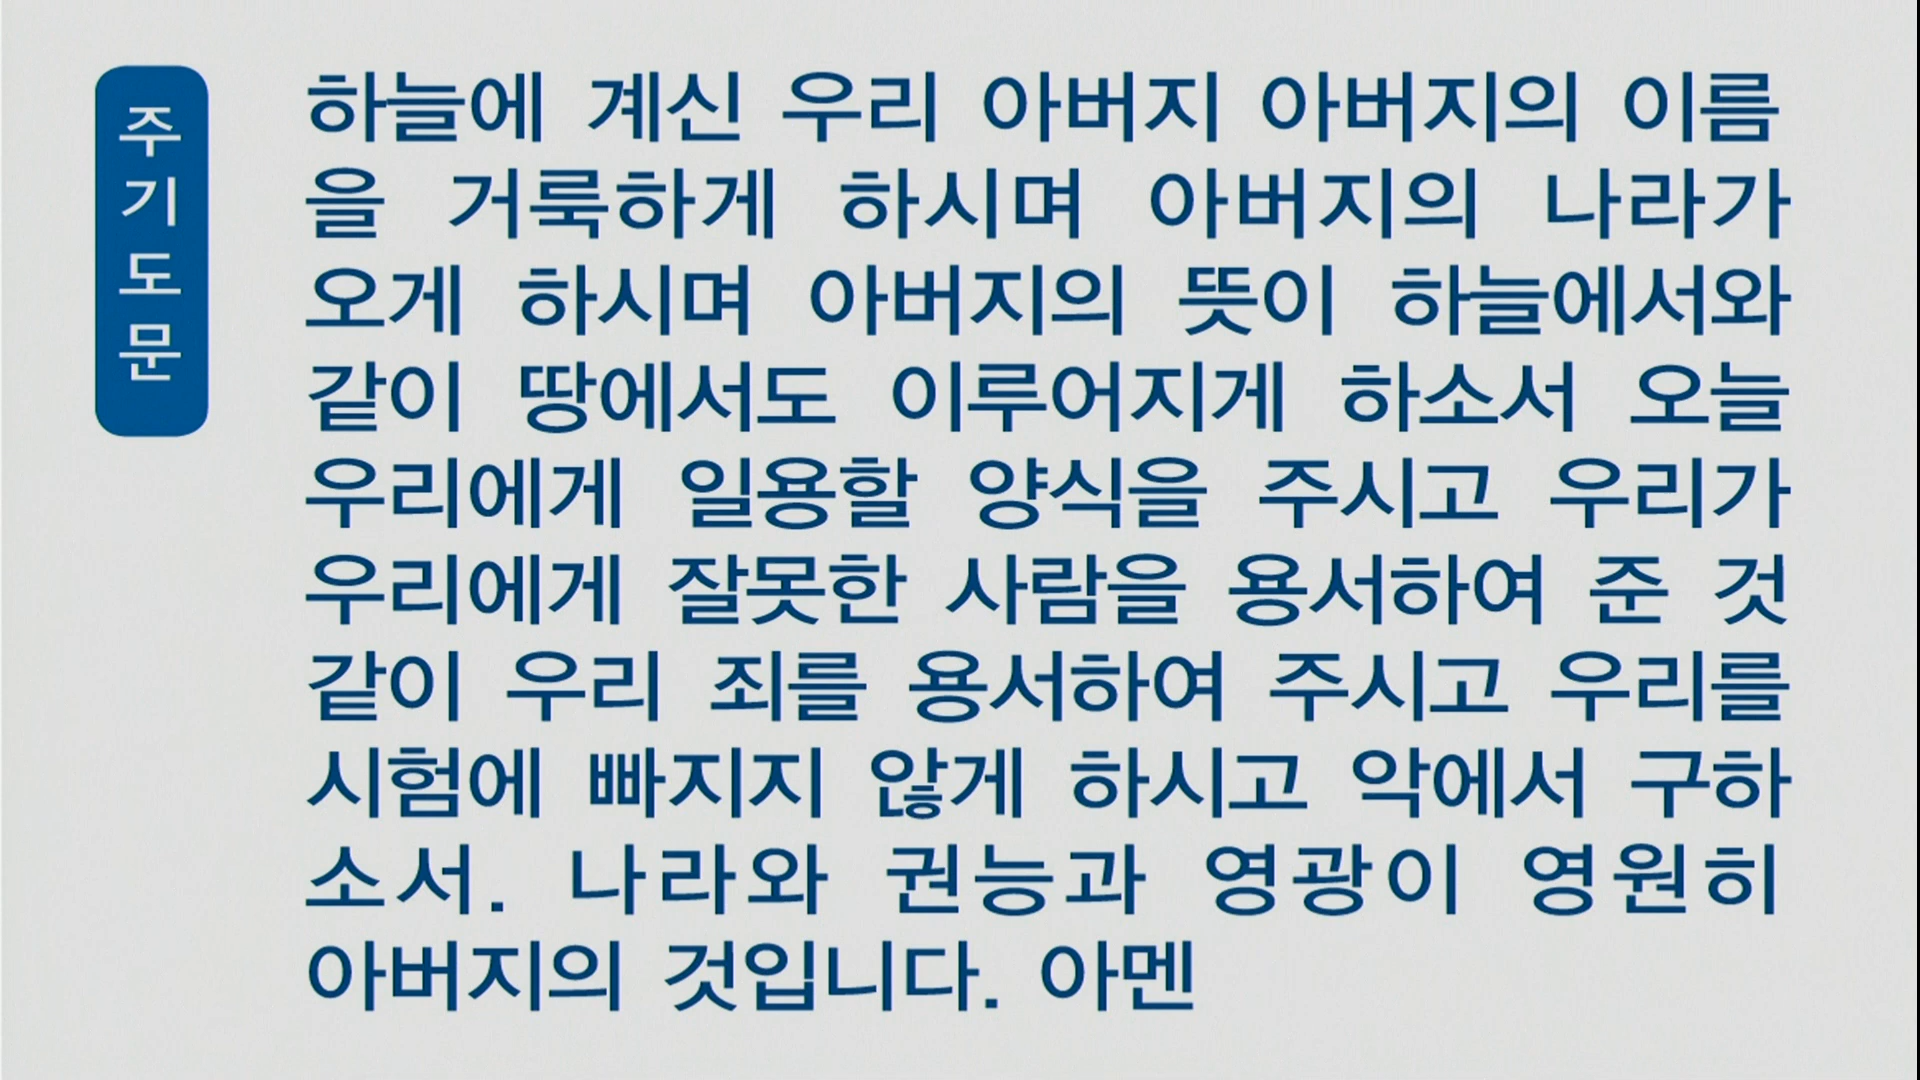 주기도문
하늘에 계신 우리 아버지 아버지의 이름
을 거룩하게 하시며 아버지의 나라가
오게 하시며 아버지의 뜻이 하늘에서와
같이 땅에서도 이루어지게 하소서 오늘
우리에게 일용할 양식을 주시고 우리가
우리에게 잘못한 사람을 용서하여 준 것
같이 우리 죄를 용서하여 주시고 우리를
시험에 빠지지 않게 하시고 악에서 구하
소서. 나라와 권능과 영광이 영원히
아버지의 것입니다. 아멘